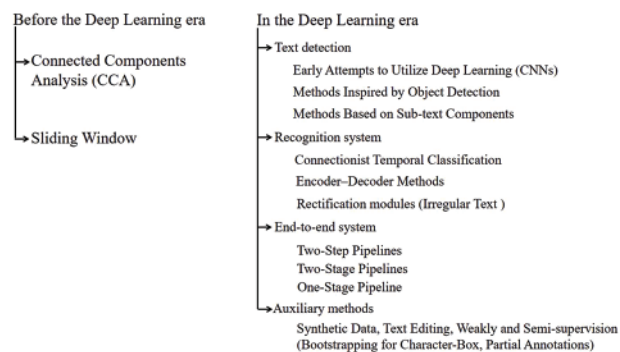 Before the Deep Learning era
Connected Components
Analysis (CCA)
Sliding Window
In the Deep Learning era
Text detection
Early Attempts to Utilize Deep Learning (CNNs)
Methods Inspired by Object Detection
Methods Based on Sub-text Components
Recognition system
Connectionist Temporal Classification
Encoder–Decoder Methods
Rectification modules (Irregular Text )
End-to-end system
Two-Step Pipelines
Two-Stage Pipelines
One-Stage Pipeline
Auxiliary methods
Synthetic Data, Text Editing, Weakly and Semi-supervision
(Bootstrapping for Character-Box, Partial Annotations)